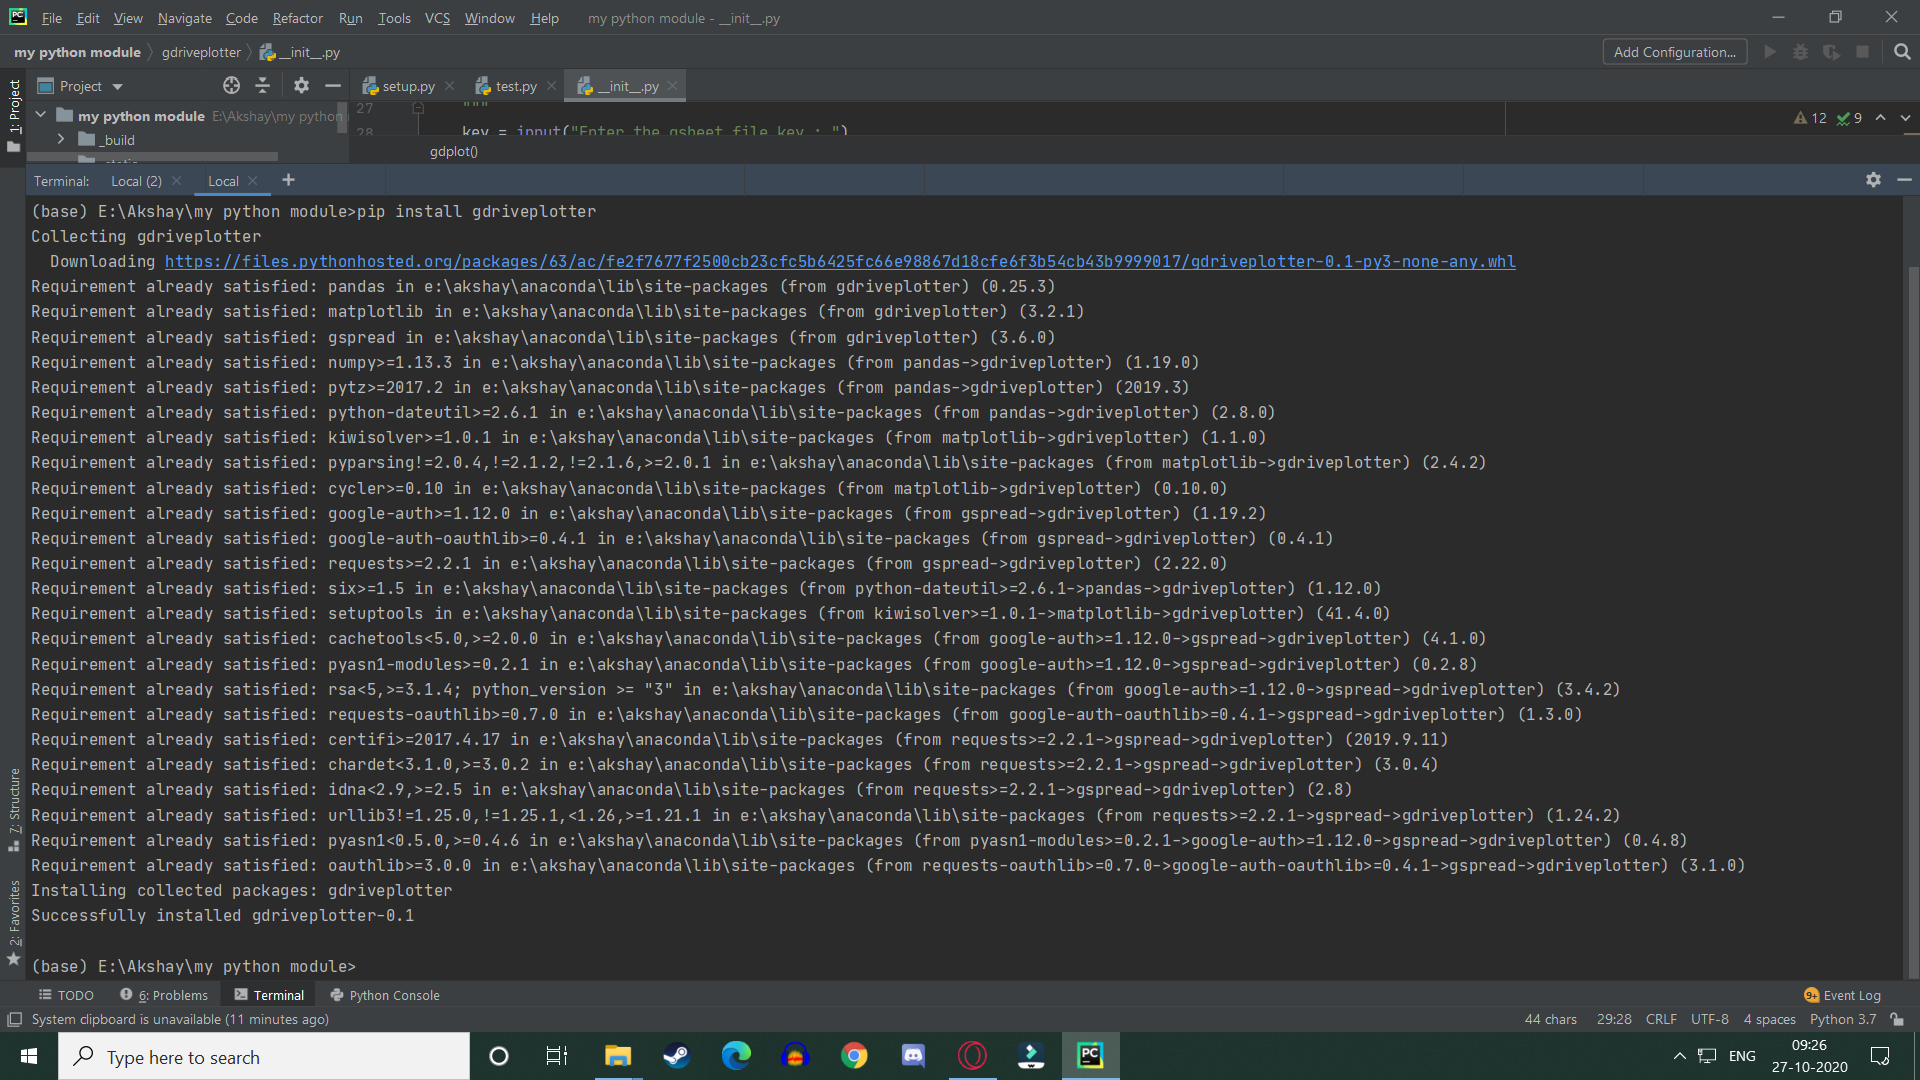 PC File Edit View Navigate Code Refactor Run Tools VCS Window Help my python module - __init__.py
my python module gdriveplotter __init__.py Add Configuration...
1: Project
Project setup.py test.py __init__.py
my python module E:\Akshay\my python
_build
27 """
28 key = input("Enter the gsheet file key : ")
12 9
gdplot()
Terminal: Local (2) Local +
(base) E:\Akshay\my python module>pip install gdriveplotter
Collecting gdriveplotter
Downloading https://files.pythonhosted.org/packages/63/ac/fe2f7677f2500cb23cfc5b6425fc66e98867d18cfe6f3b54cb43b9999017/gdriveplotter-0.1-py3-none-any.whl
Requirement already satisfied: pandas in e:\akshay\anaconda\lib\site-packages (from gdriveplotter) (0.25.3)
Requirement already satisfied: matplotlib in e:\akshay\anaconda\lib\site-packages (from gdriveplotter) (3.2.1)
Requirement already satisfied: gspread in e:\akshay\anaconda\lib\site-packages (from gdriveplotter) (3.6.0)
Requirement already satisfied: numpy>=1.13.3 in e:\akshay\anaconda\lib\site-packages (from pandas->gdriveplotter) (1.19.0)
Requirement already satisfied: pytz>=2017.2 in e:\akshay\anaconda\lib\site-packages (from pandas->gdriveplotter) (2019.3)
Requirement already satisfied: python-dateutil>=2.6.1 in e:\akshay\anaconda\lib\site-packages (from pandas->gdriveplotter) (2.8.0)
Requirement already satisfied: kiwisolver>=1.0.1 in e:\akshay\anaconda\lib\site-packages (from matplotlib->gdriveplotter) (1.1.0)
Requirement already satisfied: pyparsing!=2.0.4,!=2.1.2,!=2.1.6,>=2.0.1 in e:\akshay\anaconda\lib\site-packages (from matplotlib->gdriveplotter) (2.4.2)
Requirement already satisfied: cycler>=0.10 in e:\akshay\anaconda\lib\site-packages (from matplotlib->gdriveplotter) (0.10.0)
Requirement already satisfied: google-auth>=1.12.0 in e:\akshay\anaconda\lib\site-packages (from gspread->gdriveplotter) (1.19.2)
Requirement already satisfied: google-auth-oauthlib>=0.4.1 in e:\akshay\anaconda\lib\site-packages (from gspread->gdriveplotter) (0.4.1)
Requirement already satisfied: requests>=2.2.1 in e:\akshay\anaconda\lib\site-packages (from gspread->gdriveplotter) (2.22.0)
Requirement already satisfied: six>=1.5 in e:\akshay\anaconda\lib\site-packages (from python-dateutil>=2.6.1->pandas->gdriveplotter) (1.12.0)
Requirement already satisfied: setuptools in e:\akshay\anaconda\lib\site-packages (from kiwisolver>=1.0.1->matplotlib->gdriveplotter) (41.4.0)
Requirement already satisfied: cachetools<5.0,>=2.0.0 in e:\akshay\anaconda\lib\site-packages (from google-auth>=1.12.0->gspread->gdriveplotter) (4.1.0)
Requirement already satisfied: pyasn1-modules>=0.2.1 in e:\akshay\anaconda\lib\site-packages (from google-auth>=1.12.0->gspread->gdriveplotter) (0.2.8)
Requirement already satisfied: rsa<5,>=3.1.4; python_version >= "3" in e:\akshay\anaconda\lib\site-packages (from google-auth>=1.12.0->gspread->gdriveplotter) (3.4.2)
Requirement already satisfied: requests-oauthlib>=0.7.0 in e:\akshay\anaconda\lib\site-packages (from google-auth-oauthlib>=0.4.1->gspread->gdriveplotter) (1.3.0)
Requirement already satisfied: certifi>=2017.4.17 in e:\akshay\anaconda\lib\site-packages (from requests>=2.2.1->gspread->gdriveplotter) (2019.9.11)
Requirement already satisfied: chardet<3.1.0,>=3.0.2 in e:\akshay\anaconda\lib\site-packages (from requests>=2.2.1->gspread->gdriveplotter) (3.0.4)
Requirement already satisfied: idna<2.9,>=2.5 in e:\akshay\anaconda\lib\site-packages (from requests>=2.2.1->gspread->gdriveplotter) (2.8)
Requirement already satisfied: urllib3!=1.25.0,!=1.25.1,<1.26,>=1.21.1 in e:\akshay\anaconda\lib\site-packages (from requests>=2.2.1->gspread->gdriveplotter) (1.24.2)
Requirement already satisfied: pyasn1<0.5.0,>=0.4.6 in e:\akshay\anaconda\lib\site-packages (from pyasn1-modules>=0.2.1->google-auth>=1.12.0->gspread->gdriveplotter) (0.4.8)
Requirement already satisfied: oauthlib>=3.0.0 in e:\akshay\anaconda\lib\site-packages (from requests-oauthlib>=0.7.0->google-auth-oauthlib>=0.4.1->gspread->gdriveplotter) (3.1.0)
Installing collected packages: gdriveplotter
Successfully installed gdriveplotter-0.1
(base) E:\Akshay\my python module>
7: Structure
2: Favorites
TODO 6: Problems Terminal Python Console 9+ Event Log
System clipboard is unavailable (11 minutes ago) 44 chars 29:28 CRLF UTF-8 4 spaces Python 3.7
Type here to search PC ENG 09:26
27-10-2020